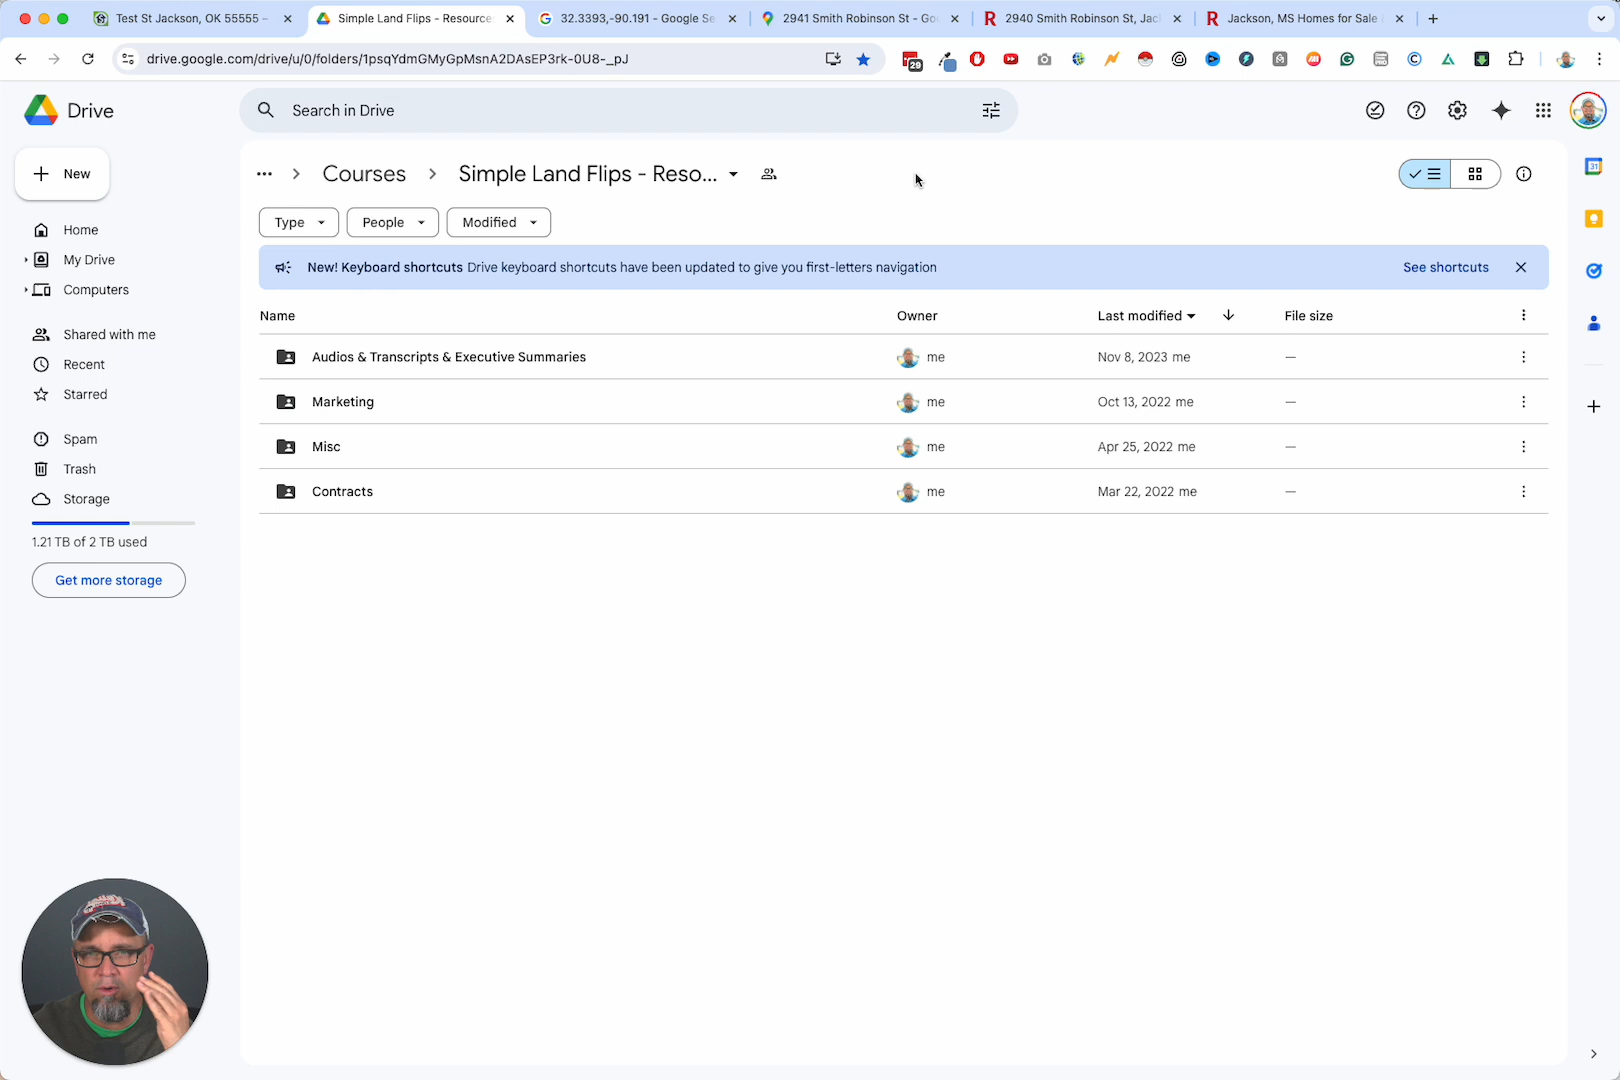 Test St Jackson, OK 55555 –
Simple Land Flips - Resource
32.3393,-90.191 - Google Se
2941 Smith Robinson St - Go
2940 Smith Robinson St, Jac
Jackson, MS Homes for Sale
drive.google.com/drive/u/0/folders/1psqYdmGMyGpMsnA2DAsEP3rk-0U8-_pJ
29
Drive
Search in Drive
New
Courses
Simple Land Flips - Reso...
Type
People
Modified
Home
My Drive
Computers
Shared with me
Recent
Starred
Spam
Trash
Storage
1.21 TB of 2 TB used
Get more storage
New! Keyboard shortcuts Drive keyboard shortcuts have been updated to give you first-letters navigation
See shortcuts
Name Owner Last modified File size
Audios & Transcripts & Executive Summaries me Nov 8, 2023 me —
Marketing me Oct 13, 2022 me —
Misc me Apr 25, 2022 me —
Contracts me Mar 22, 2022 me —
31